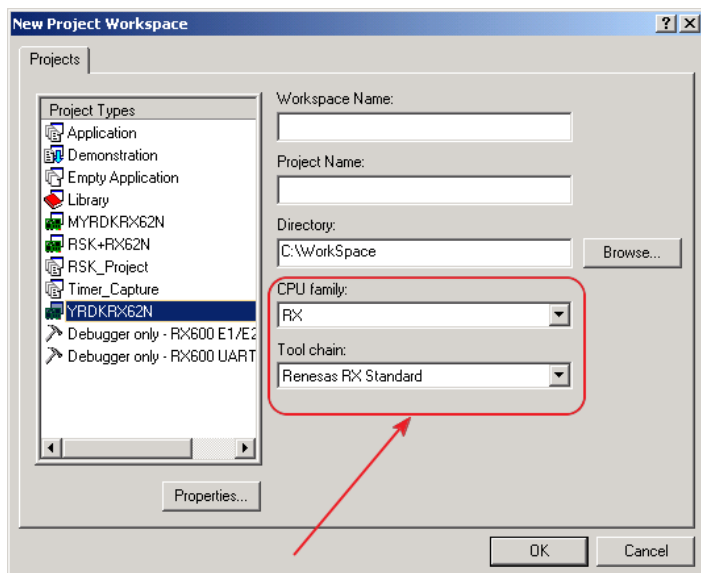 New Project Workspace
Projects
Project Types
Application
Demonstration
Empty Application
Library
MYRDKRX62N
RSK+RX62N
RSK_Project
Timer_Capture
YRDKRX62N
Debugger only - RX600 E1/E2
Debugger only - RX600 UART
Properties...
Workspace Name:
Project Name:
Directory:
C:\WorkSpace
Browse...
CPU family:
RX
Tool chain:
Renesas RX Standard
OK
Cancel